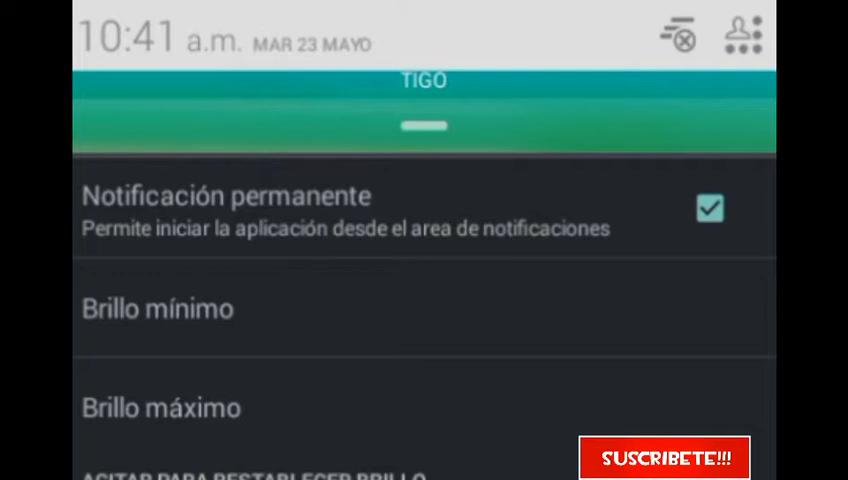 10:41 a.m. MAR 23 MAYO
TIGO
Notificación permanente
Permite iniciar la aplicación desde el area de notificaciones
Brillo mínimo
Brillo máximo
AGITAR PARA RESTABLECER BRILLO
SUSCRIBETE!!!